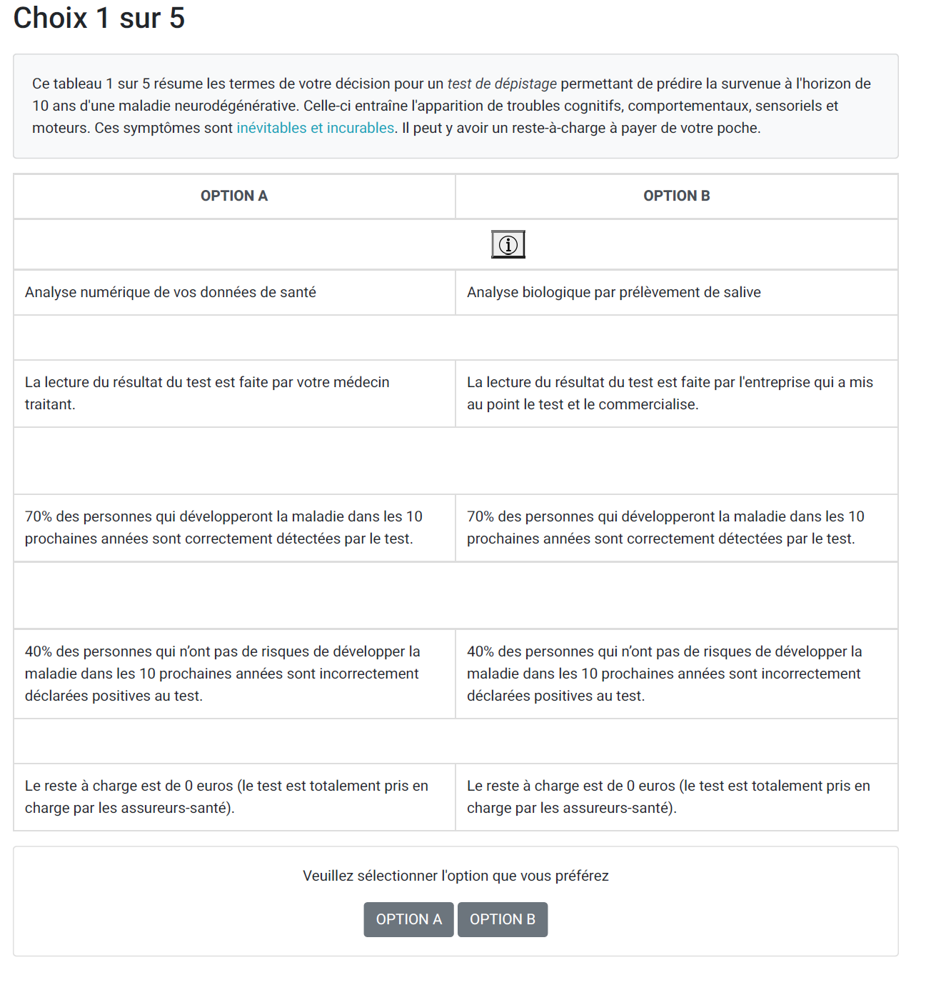 Choix 1 sur 5
Ce tableau 1 sur 5 résume les termes de votre décision pour un test de dépistage permettant de prédire la survenue à l'horizon de
10 ans d'une maladie neurodégénérative. Celle-ci entraîne l'apparition de troubles cognitifs, comportementaux, sensoriels et
moteurs. Ces symptômes sont inévitables et incurables. Il peut y avoir un reste-à-charge à payer de votre poche.
OPTION A
OPTION B
Analyse numérique de vos données de santé
Analyse biologique par prélèvement de salive
La lecture du résultat du test est faite par votre médecin
traitant.
La lecture du résultat du test est faite par l'entreprise qui a mis
au point le test et le commercialise.
70% des personnes qui développeront la maladie dans les 10
prochaines années sont correctement détectées par le test.
70% des personnes qui développeront la maladie dans les 10
prochaines années sont correctement détectées par le test.
40% des personnes qui n’ont pas de risques de développer la
maladie dans les 10 prochaines années sont incorrectement
déclarées positives au test.
40% des personnes qui n’ont pas de risques de développer la
maladie dans les 10 prochaines années sont incorrectement
déclarées positives au test.
Le reste à charge est de 0 euros (le test est totalement pris en
charge par les assureurs-santé).
Le reste à charge est de 0 euros (le test est totalement pris en
charge par les assureurs-santé).
Veuillez sélectionner l'option que vous préférez
OPTION A
OPTION B